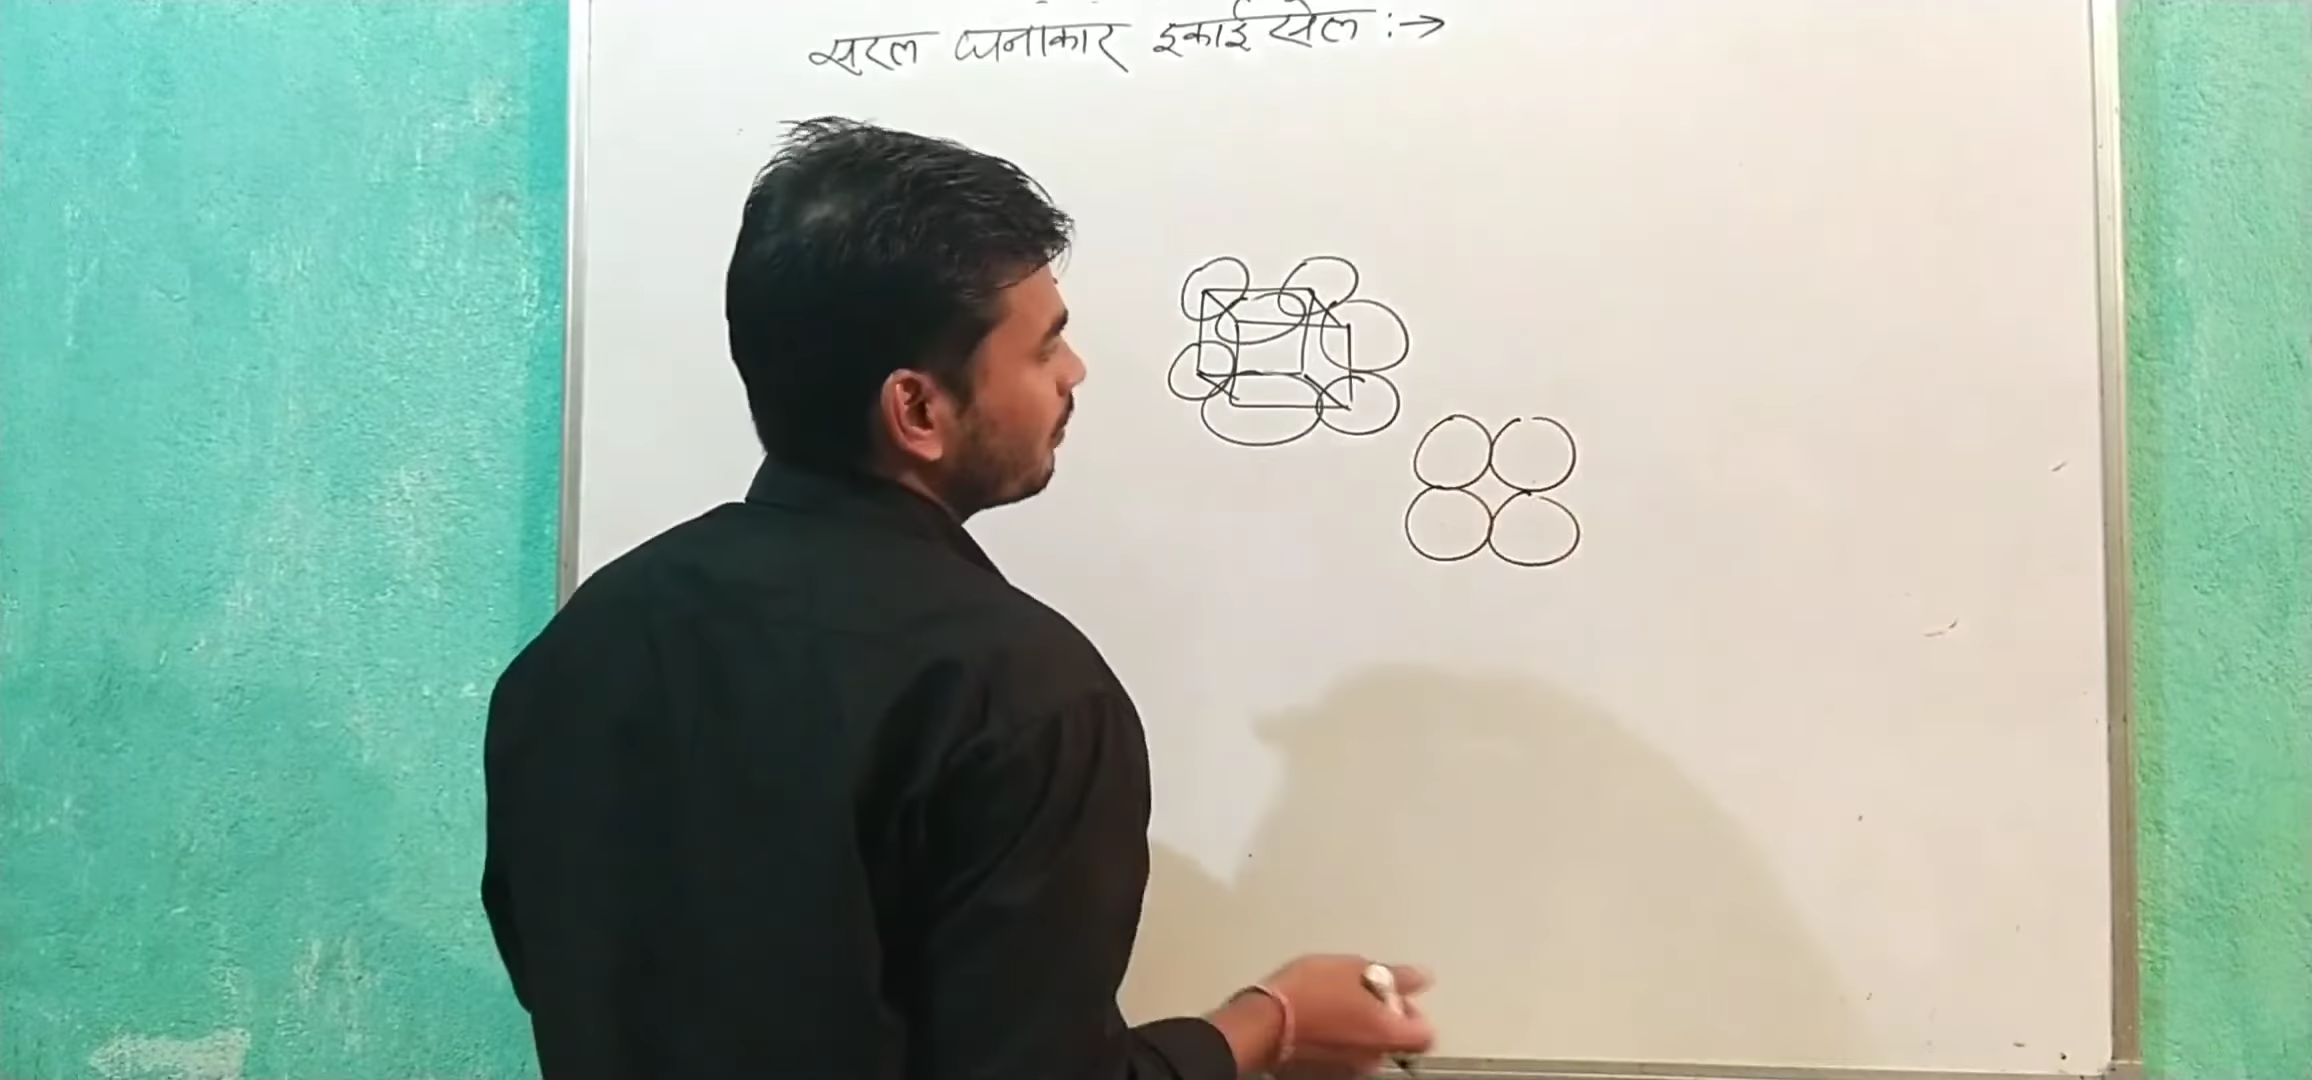 सरल घनाकार इकाई सेल :→